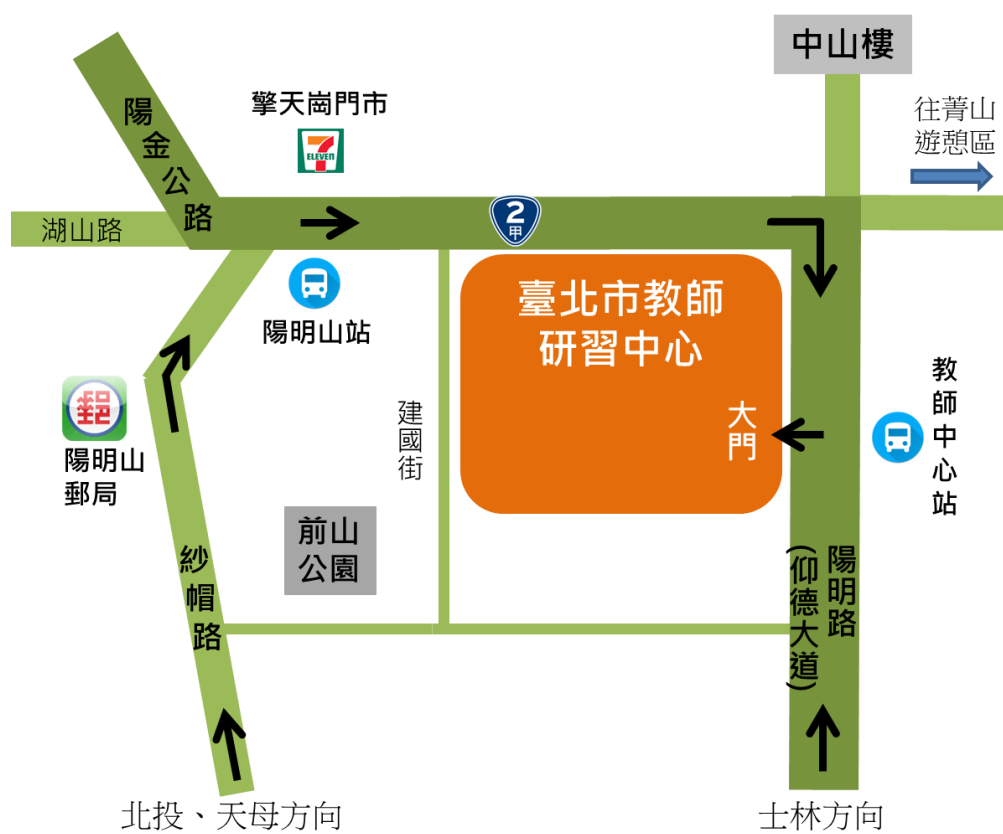 中山樓
往菁山
遊憩區
擎天崗門市
7
ELEVEN
陽金公路
湖山路
2
甲
陽明山站
臺北市教師
研習中心
大門
教師中心站
郵
陽明山
郵局
建國街
前山
公園
紗帽路
陽明路
(仰德大道)
北投、天母方向
士林方向